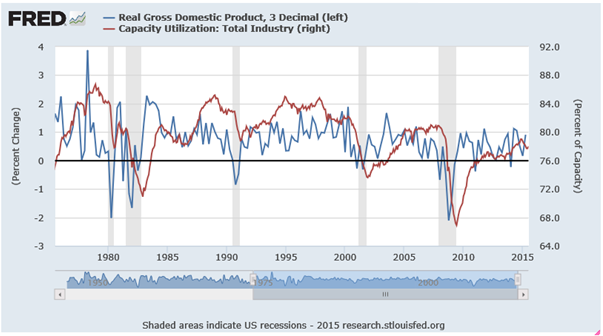 FRED
Real Gross Domestic Product, 3 Decimal (left)
Capacity Utilization: Total Industry (right)
4
3
2
1
0
-1
-2
-3
(Percent Change)
92.0
88.0
84.0
80.0
76.0
72.0
68.0
64.0
(Percent of Capacity)
1980 1985 1990 1995 2000 2005 2010 2015
1950 1975 2000
Shaded areas indicate US recessions - 2015 research.stlouisfed.org